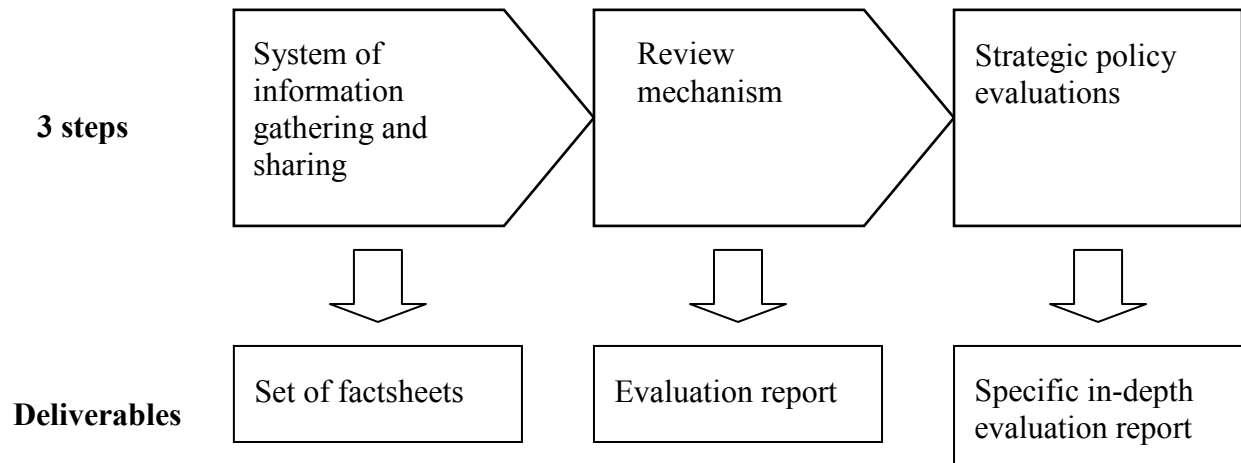 3 steps
System of
information
gathering and
sharing
Review
mechanism
Strategic policy
evaluations
Deliverables
Set of factsheets
Evaluation report
Specific in-depth
evaluation report